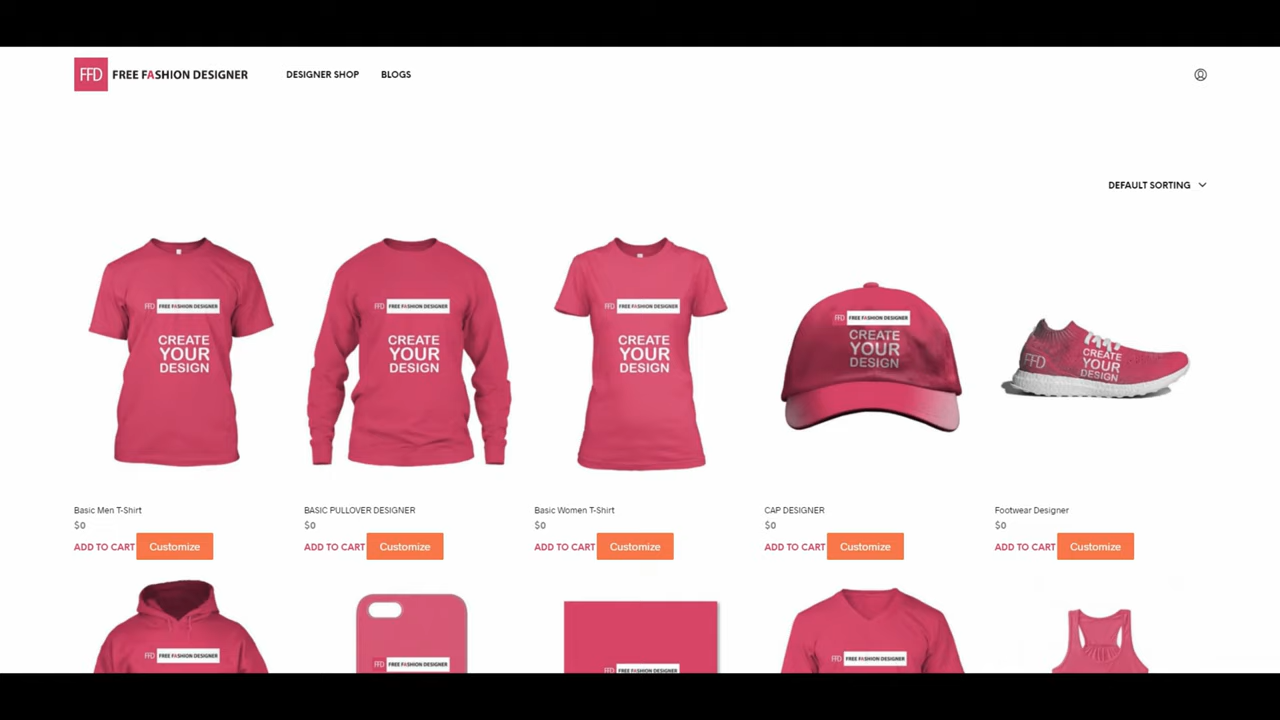 FFD FREE FASHION DESIGNER
DESIGNER SHOP
BLOGS
DEFAULT SORTING
FFD FREE FASHION DESIGNER
CREATE
YOUR
DESIGN
FFD FREE FASHION DESIGNER
CREATE
YOUR
DESIGN
FFD FREE FASHION DESIGNER
CREATE
YOUR
DESIGN
FFD FREE FASHION DESIGNER
CREATE
YOUR
DESIGN
FFD
CREATE
YOUR
DESIGN
Basic Men T-Shirt
$0
ADD TO CART Customize
BASIC PULLOVER DESIGNER
$0
ADD TO CART Customize
Basic Women T-Shirt
$0
ADD TO CART Customize
CAP DESIGNER
$0
ADD TO CART Customize
Footwear Designer
$0
ADD TO CART Customize
FFD FREE FASHION DESIGNER
FFD FREE FASHION DESIGNER
FFD FREE FASHION DESIGNER
FFD FREE FASHION DESIGNER